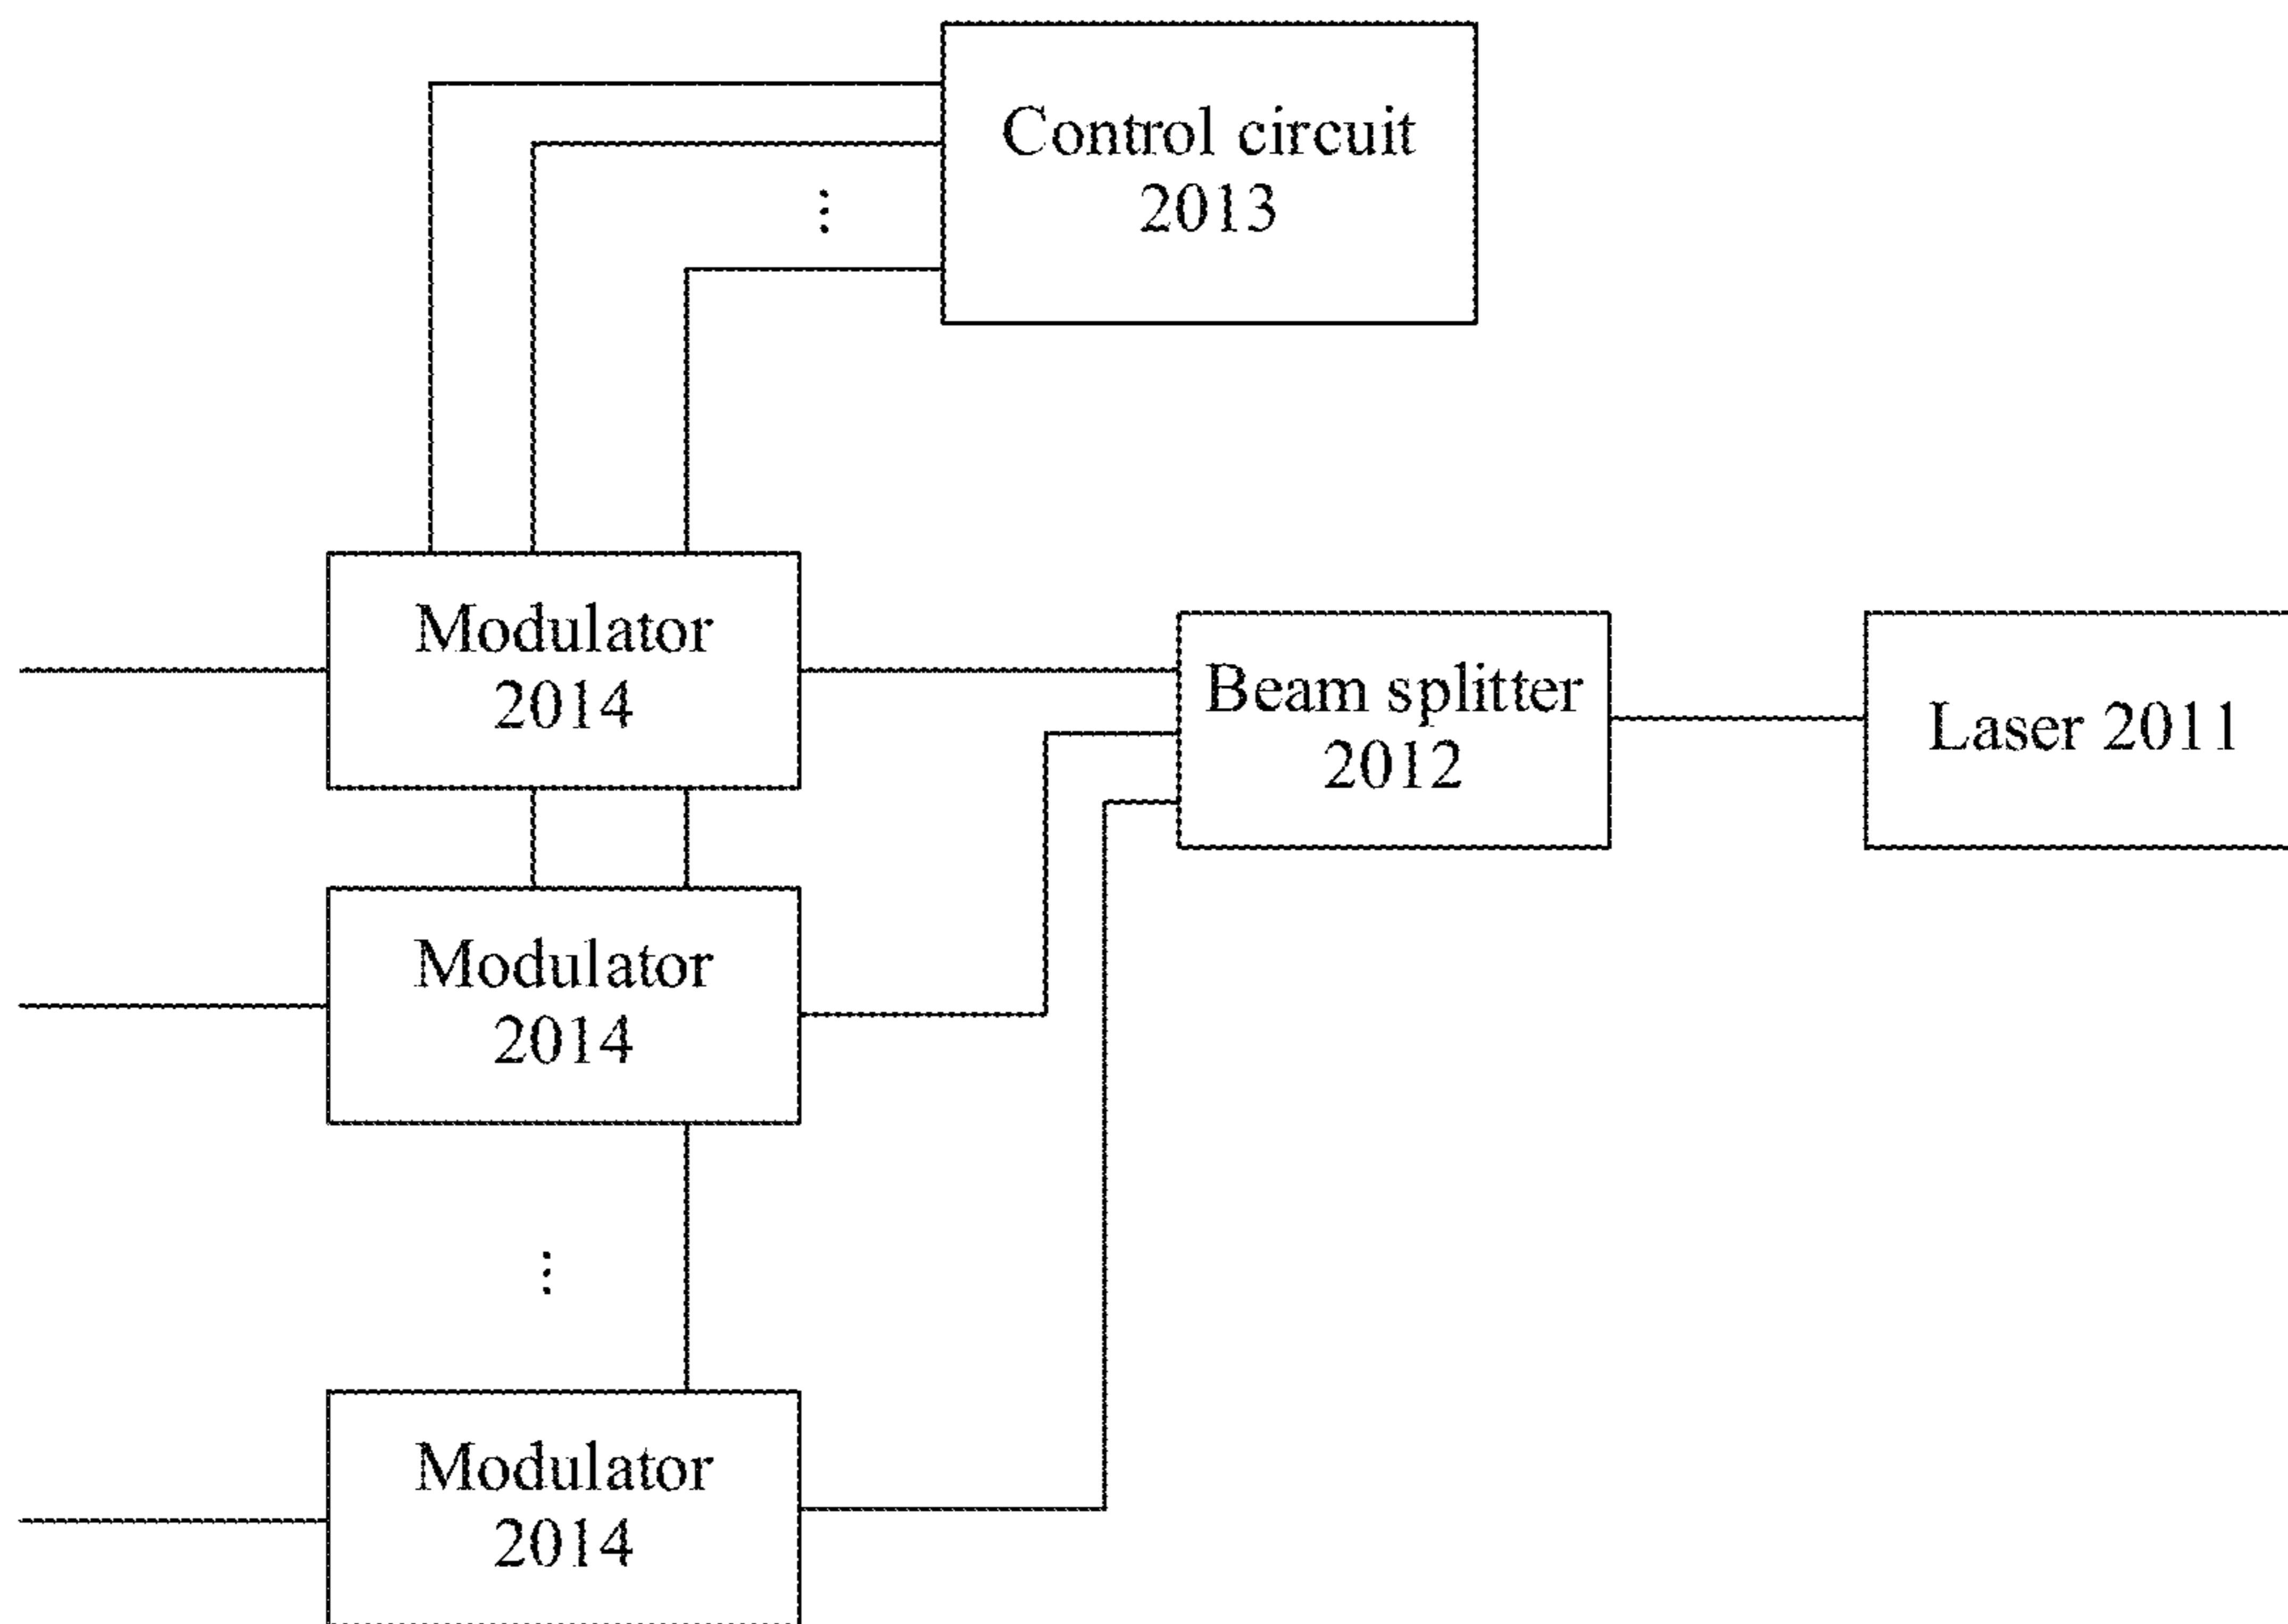 Control circuit
2013
Modulator
2014
Beam splitter
2012
Laser 2011
Modulator
2014
Modulator
2014